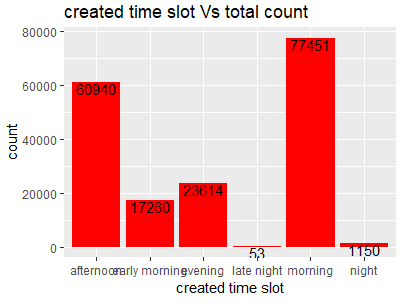 created time slot Vs total count
80000
60000
40000
20000
0
count
60940
17260
23614
53
77451
1150
afternoon
early morning
evening
late night
morning
night
created time slot